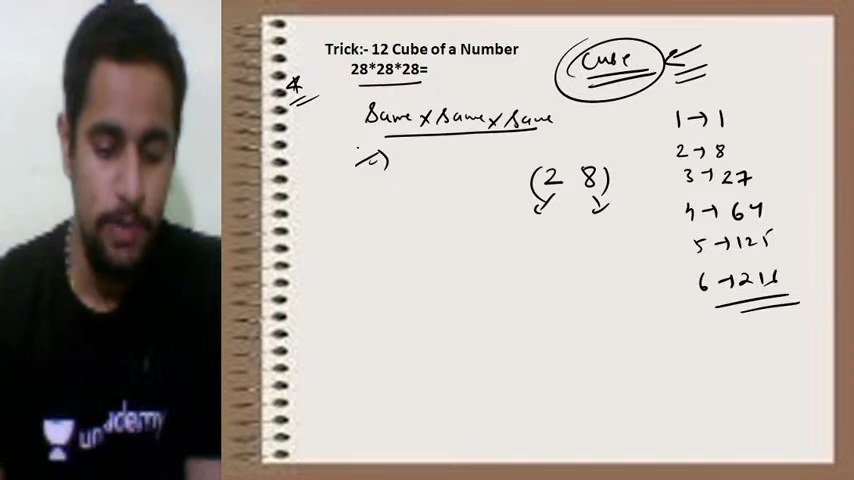 Trick:- 12 Cube of a Number
28*28*28=
Cube
Same × Same × Same
(2 8)
1 → 1
2 → 8
3 → 27
4 → 64
5 → 125
6 → 216
unacademy